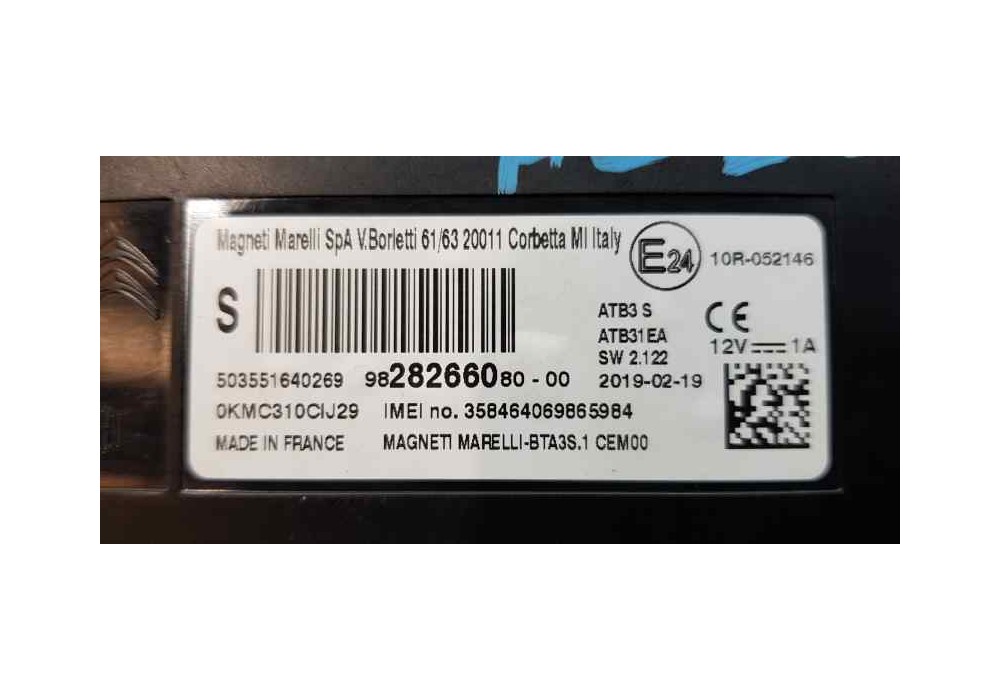 Magneti Marelli SpA V.Borletti 61/63 20011 Corbetta MI Italy
E24 10R-052146
S
ATB3 S
ATB31EA
SW 2.122
CE
12V 1A
503551640269 9828266080-00 2019-02-19
0KMC310CIJ29 IMEI no. 358464069865984
MADE IN FRANCE MAGNETI MARELLI-BTA3S.1 CEM00